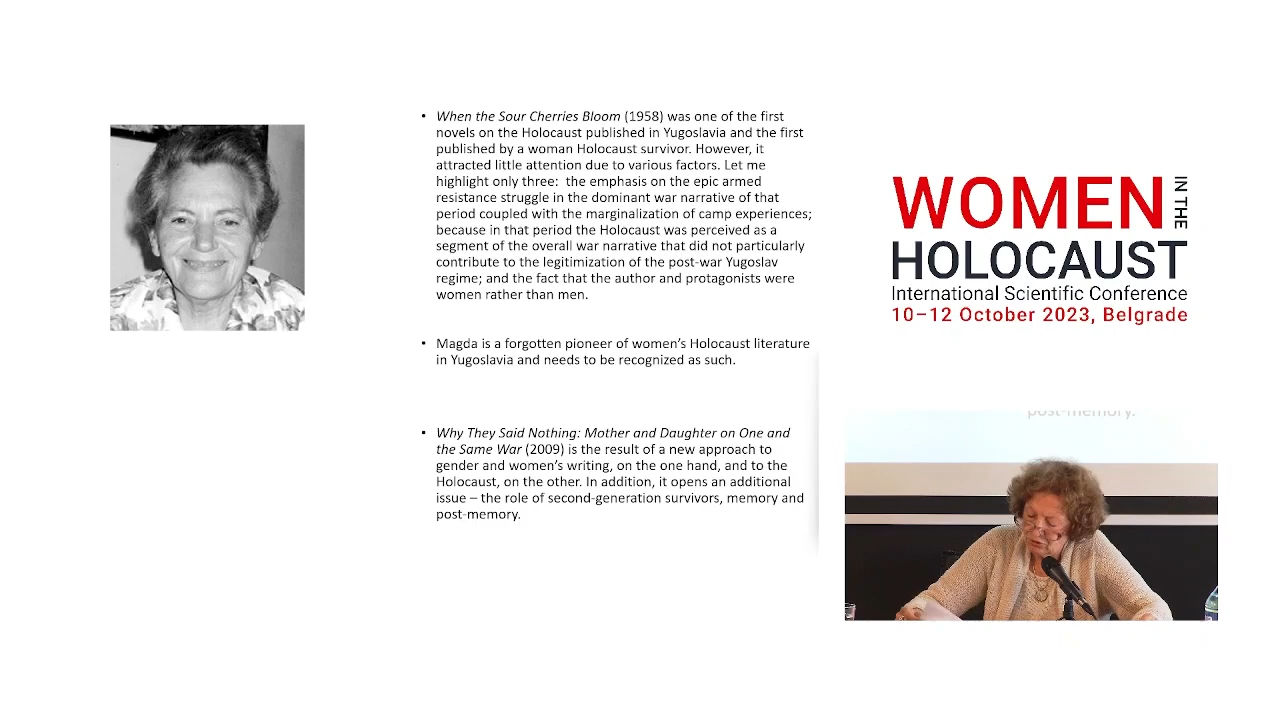 • When the Sour Cherries Bloom (1958) was one of the first
novels on the Holocaust published in Yugoslavia and the first
published by a woman Holocaust survivor. However, it
attracted little attention due to various factors. Let me
highlight only three:  the emphasis on the epic armed
resistance struggle in the dominant war narrative of that
period coupled with the marginalization of camp experiences;
because in that period the Holocaust was perceived as a
segment of the overall war narrative that did not particularly
contribute to the legitimization of the post-war Yugoslav
regime; and the fact that the author and protagonists were
women rather than men.
• Magda is a forgotten pioneer of women's Holocaust literature
in Yugoslavia and needs to be recognized as such.
• Why They Said Nothing: Mother and Daughter on One and
the Same War (2009) is the result of a new approach to
gender and women's writing, on the one hand, and to the
Holocaust, on the other. In addition, it opens an additional
issue – the role of second-generation survivors, memory and
post-memory.
WOMEN IN THE
HOLOCAUST
International Scientific Conference
10–12 October 2023, Belgrade
post-memory.